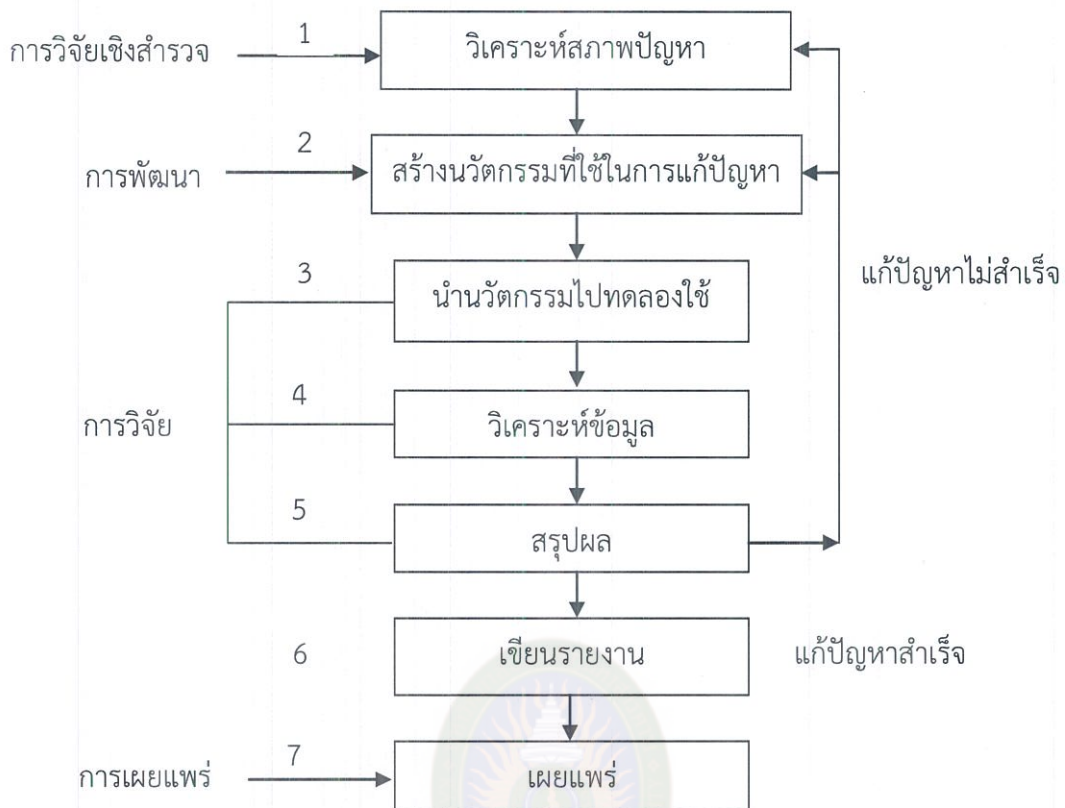 การวิจัยเชิงสำรวจ
1
วิเคราะห์สภาพปัญหา
การพัฒนา
2
สร้างนวัตกรรมที่ใช้ในการแก้ปัญหา
3
นำนวัตกรรมไปทดลองใช้
แก้ปัญหาไม่สำเร็จ
การวิจัย
4
วิเคราะห์ข้อมูล
5
สรุปผล
6
เขียนรายงาน
แก้ปัญหาสำเร็จ
การเผยแพร่
7
เผยแพร่